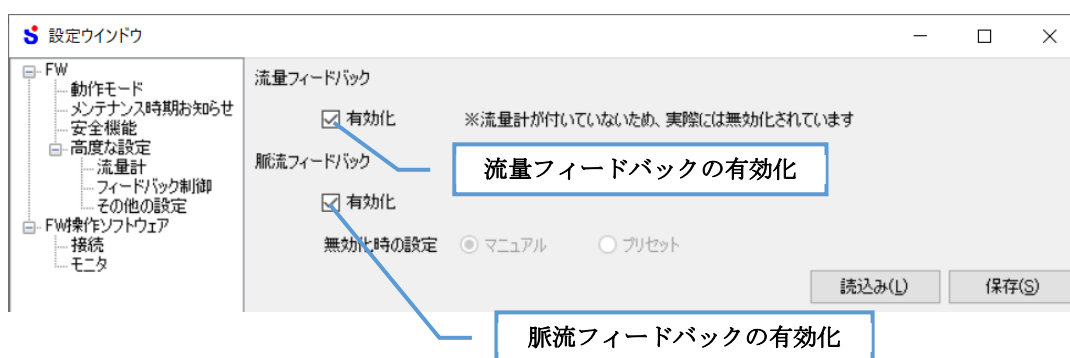 設定ウインドウ
FW
動作モード
メンテナンス時期お知らせ
安全機能
高度な設定
流量計
フィードバック制御
その他の設定
FW操作ソフトウェア
接続
モニタ
流量フィードバック
有効化 ※流量計が付いていないため、実際には無効化されています
流量フィードバックの有効化
脈流フィードバック
有効化
無効化時の設定 マニュアル プリセット
読込み(L) 保存(S)
脈流フィードバックの有効化